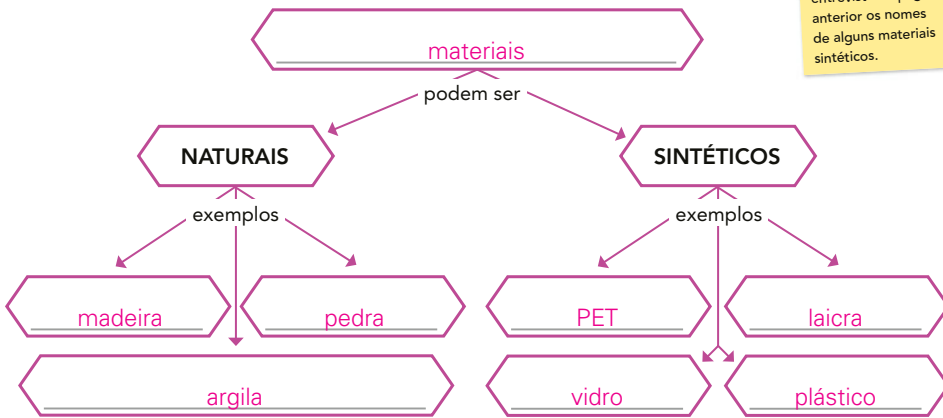 anterior os nomes
de alguns materiais
sintéticos.
materiais
podem ser
NATURAIS
SINTÉTICOS
exemplos
exemplos
madeira
pedra
PET
laicra
argila
vidro
plástico